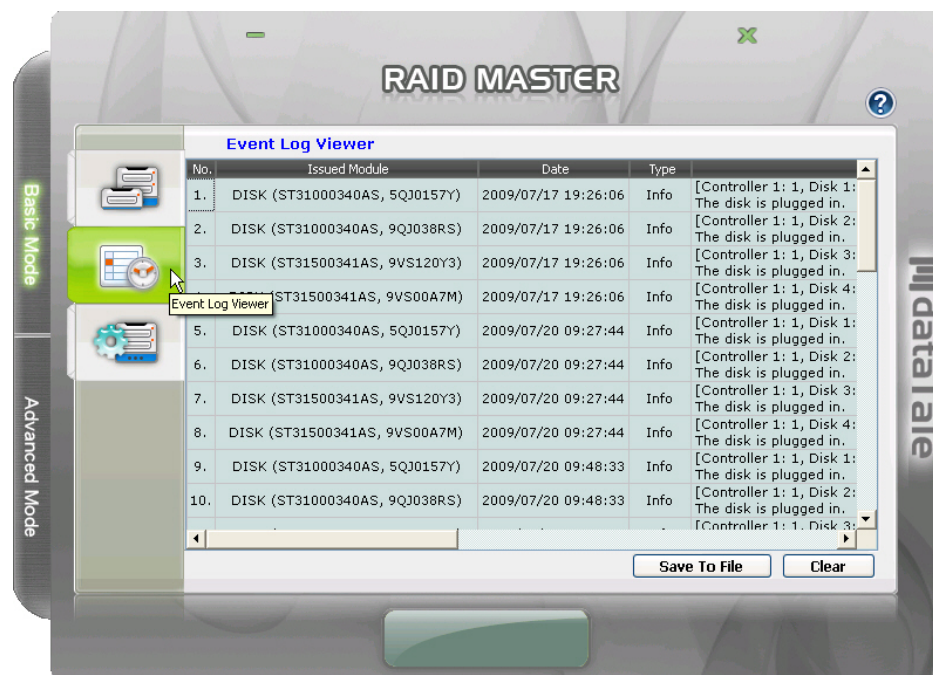 RAID MASTER
?
Basic Mode
Advanced Mode
dataTale
Event Log Viewer
No. Issued Module Date Type
1. DISK (ST31000340AS, 5QJ0157Y) 2009/07/17 19:26:06 Info [Controller 1: 1, Disk 1:
The disk is plugged in.
2. DISK (ST31000340AS, 9QJ038RS) 2009/07/17 19:26:06 Info [Controller 1: 1, Disk 2:
The disk is plugged in.
3. DISK (ST31500341AS, 9VS120Y3) 2009/07/17 19:26:06 Info [Controller 1: 1, Disk 3:
The disk is plugged in.
(ST31500341AS, 9VS00A7M) 2009/07/17 19:26:06 Info [Controller 1: 1, Disk 4:
The disk is plugged in.
Event Log Viewer
5. DISK (ST31000340AS, 5QJ0157Y) 2009/07/20 09:27:44 Info [Controller 1: 1, Disk 1:
The disk is plugged in.
6. DISK (ST31000340AS, 9QJ038RS) 2009/07/20 09:27:44 Info [Controller 1: 1, Disk 2:
The disk is plugged in.
7. DISK (ST31500341AS, 9VS120Y3) 2009/07/20 09:27:44 Info [Controller 1: 1, Disk 3:
The disk is plugged in.
8. DISK (ST31500341AS, 9VS00A7M) 2009/07/20 09:27:44 Info [Controller 1: 1, Disk 4:
The disk is plugged in.
9. DISK (ST31000340AS, 5QJ0157Y) 2009/07/20 09:48:33 Info [Controller 1: 1, Disk 1:
The disk is plugged in.
10. DISK (ST31000340AS, 9QJ038RS) 2009/07/20 09:48:33 Info [Controller 1: 1, Disk 2:
The disk is plugged in.
[Controller 1: 1, Disk 3:
Save To File Clear